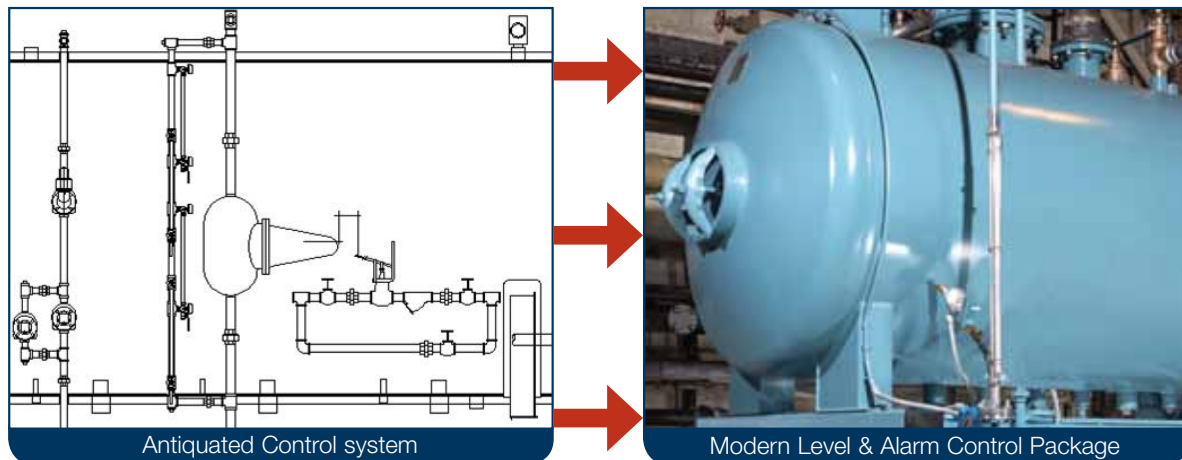 Antiquated Control system
Modern Level & Alarm Control Package